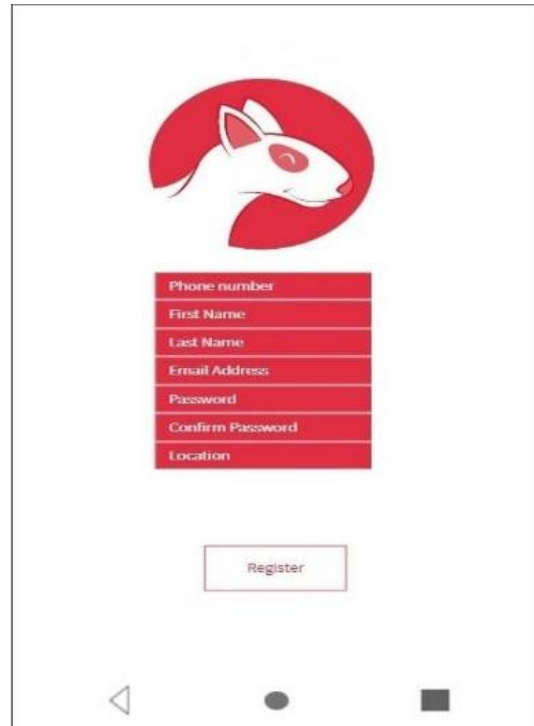 Phone number
First Name
Last Name
Email Address
Password
Confirm Password
Location
Register